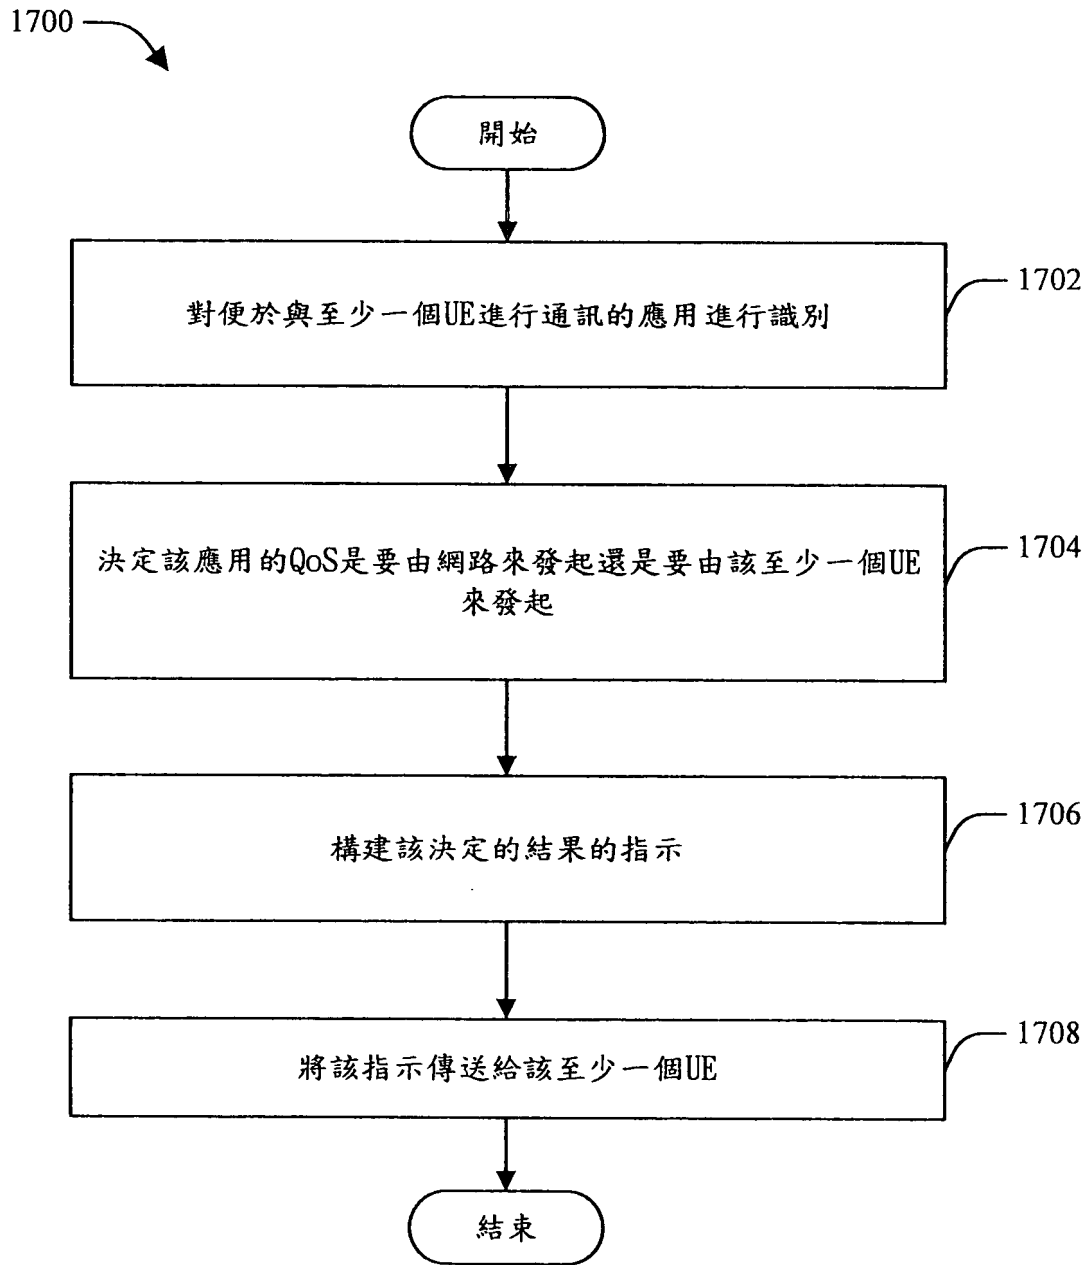 1700
開始
對便於與至少一個UE進行通訊的應用進行識別
1702
決定該應用的QoS是要由網路來發起還是要由該至少一個UE
來發起
1704
構建該決定的結果的指示
1706
將該指示傳送給該至少一個UE
1708
結束